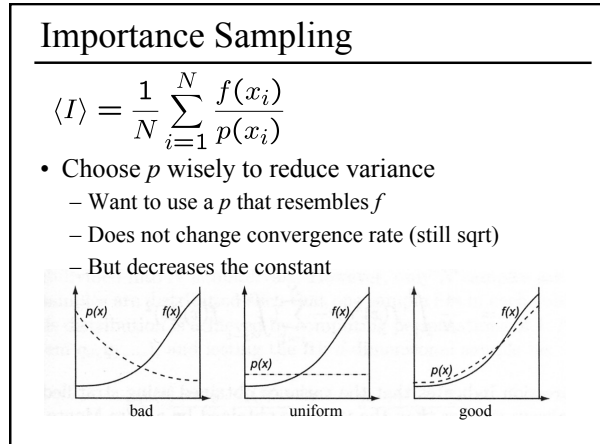 Importance Sampling
⟨I⟩ = 1/N ∑_{i=1}^{N} f(x_i)/p(x_i)
• Choose p wisely to reduce variance
– Want to use a p that resembles f
– Does not change convergence rate (still sqrt)
– But decreases the constant
p(x) f(x)
bad
f(x)
p(x)
uniform
f(x)
p(x)
good